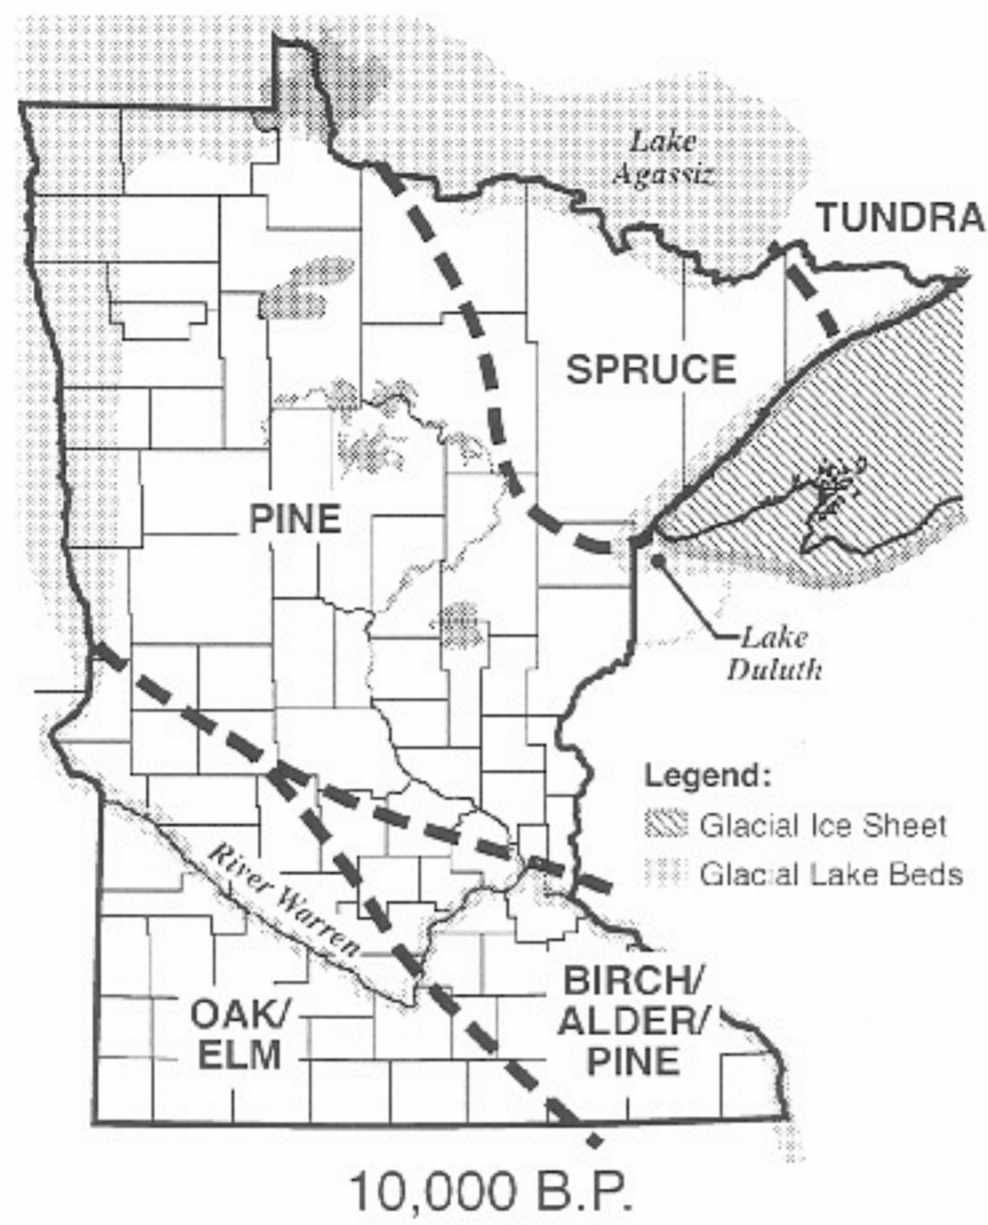 Lake
Agassiz
TUNDRA
SPRUCE
PINE
Lake
Duluth
Legend:
Glacial Ice Sheet
Glacial Lake Beds
River Warren
BIRCH/
ALDER/
PINE
OAK/
ELM
10,000 B.P.